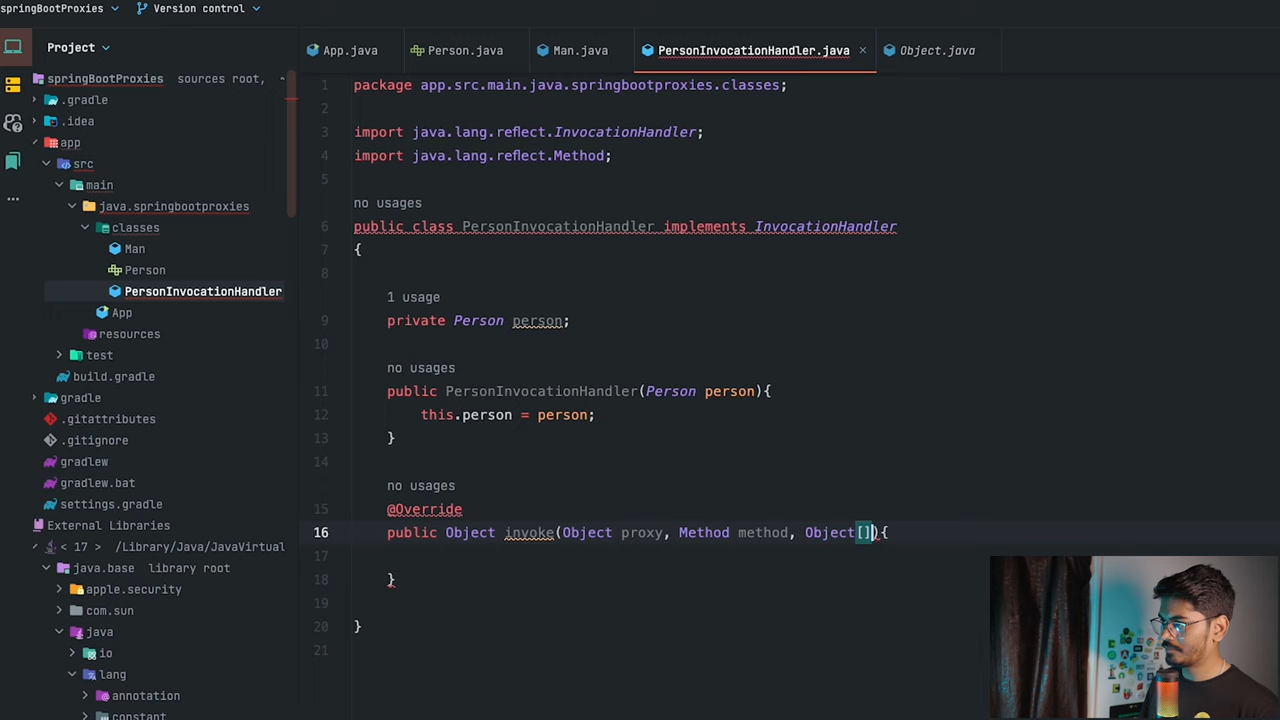 springBootProxies
Version control
Project
App.java
Person.java
Man.java
PersonInvocationHandler.java
Object.java
springBootProxies sources root,
.gradle
.idea
app
src
main
java.springbootproxies
classes
Man
Person
PersonInvocationHandler
App
resources
test
build.gradle
gradle
.gitattributes
.gitignore
gradlew
gradlew.bat
settings.gradle
External Libraries
< 17 > /Library/Java/JavaVirtual
java.base library root
apple.security
com.sun
java
io
lang
annotation
constant
1 package app.src.main.java.springbootproxies.classes;
2
3 import java.lang.reflect.InvocationHandler;
4 import java.lang.reflect.Method;
5
no usages
6 public class PersonInvocationHandler implements InvocationHandler
7 {
8
1 usage
9 private Person person;
10
no usages
11 public PersonInvocationHandler(Person person){
12 this.person = person;
13 }
14
no usages
15 @Override
16 public Object invoke(Object proxy, Method method, Object[]){
17
18 }
19
20 }
21